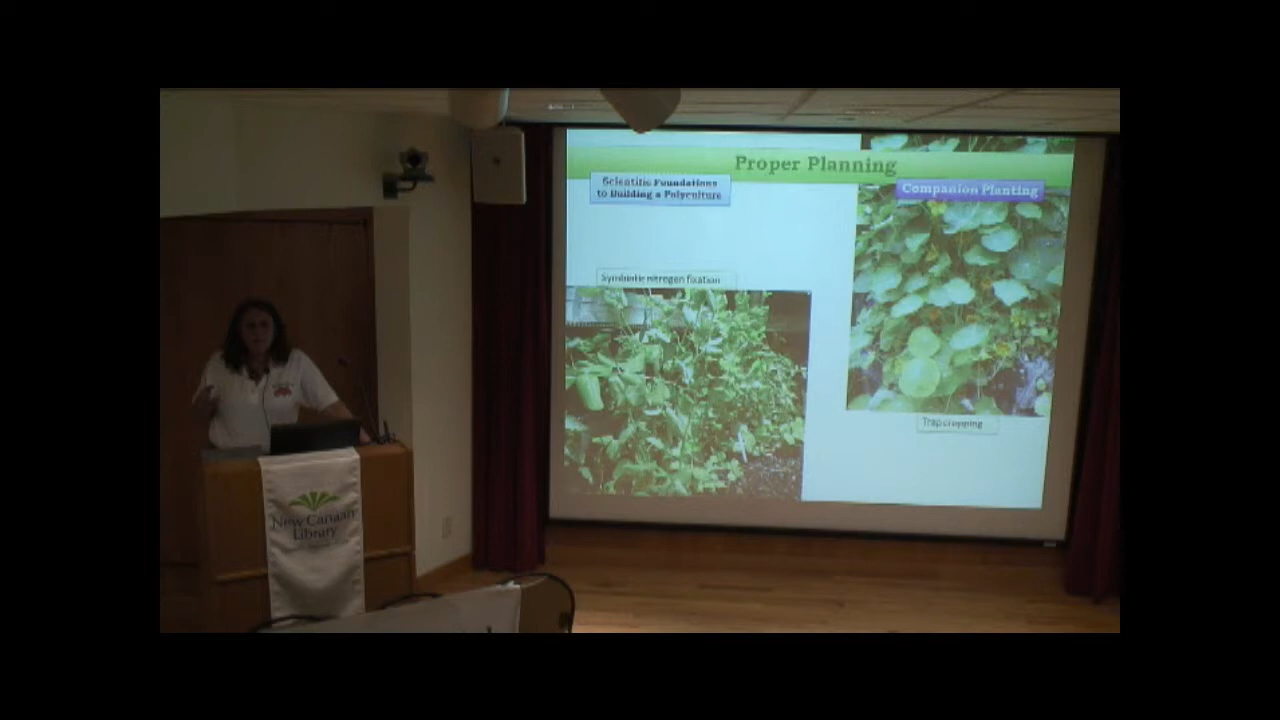 Proper Planning
Scientific Foundations
to Building a Polyculture
Companion Planting
Symbiotic nitrogen fixation
Trap cropping
New Canaan
Library